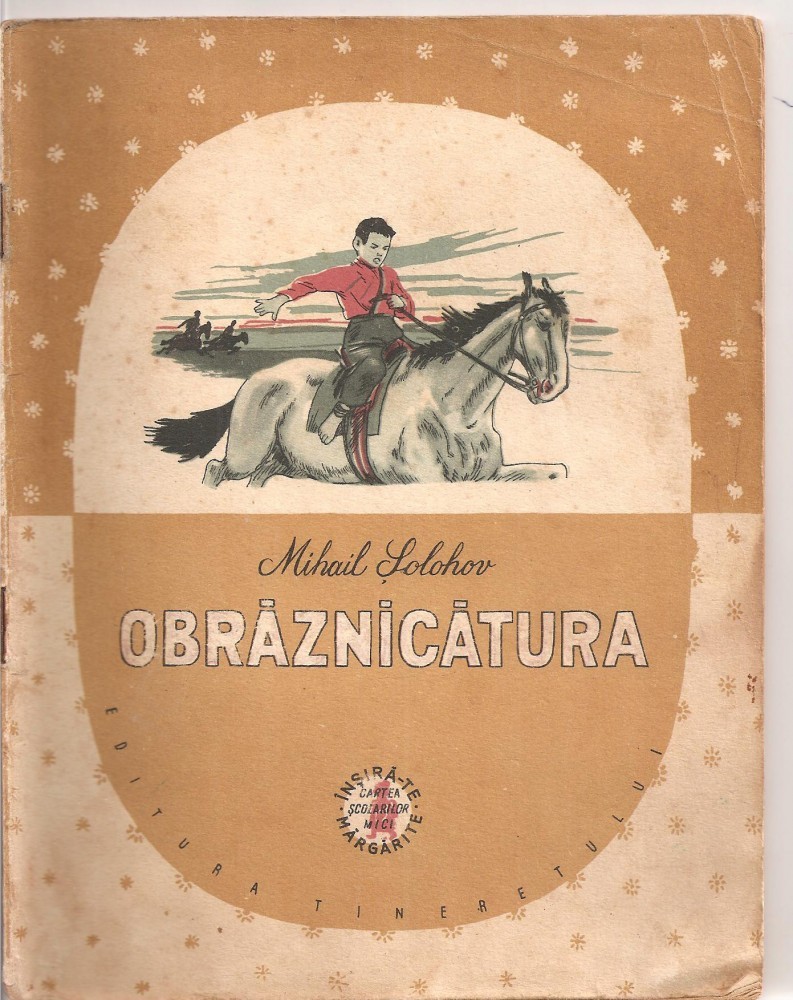 Mihail Șolohov
OBRĂZNICĂTURA
ÎNȘIRĂ-TE
CARTEA
ȘCOLARILOR
MICI
MĂRGĂRITE
EDITURA TINERETULUI